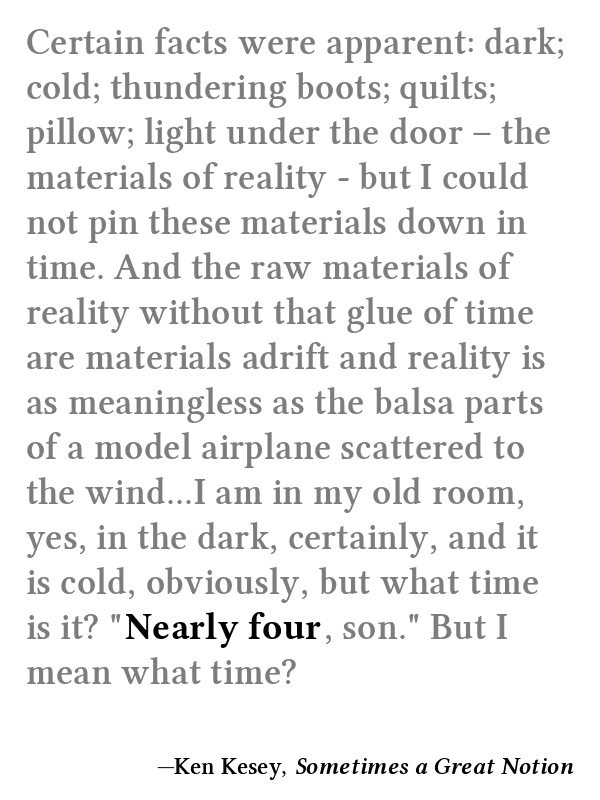 Certain facts were apparent: dark;
cold; thundering boots; quilts;
pillow; light under the door – the
materials of reality - but I could
not pin these materials down in
time. And the raw materials of
reality without that glue of time
are materials adrift and reality is
as meaningless as the balsa parts
of a model airplane scattered to
the wind...I am in my old room,
yes, in the dark, certainly, and it
is cold, obviously, but what time
is it? "Nearly four, son." But I
mean what time?
—Ken Kesey, Sometimes a Great Notion